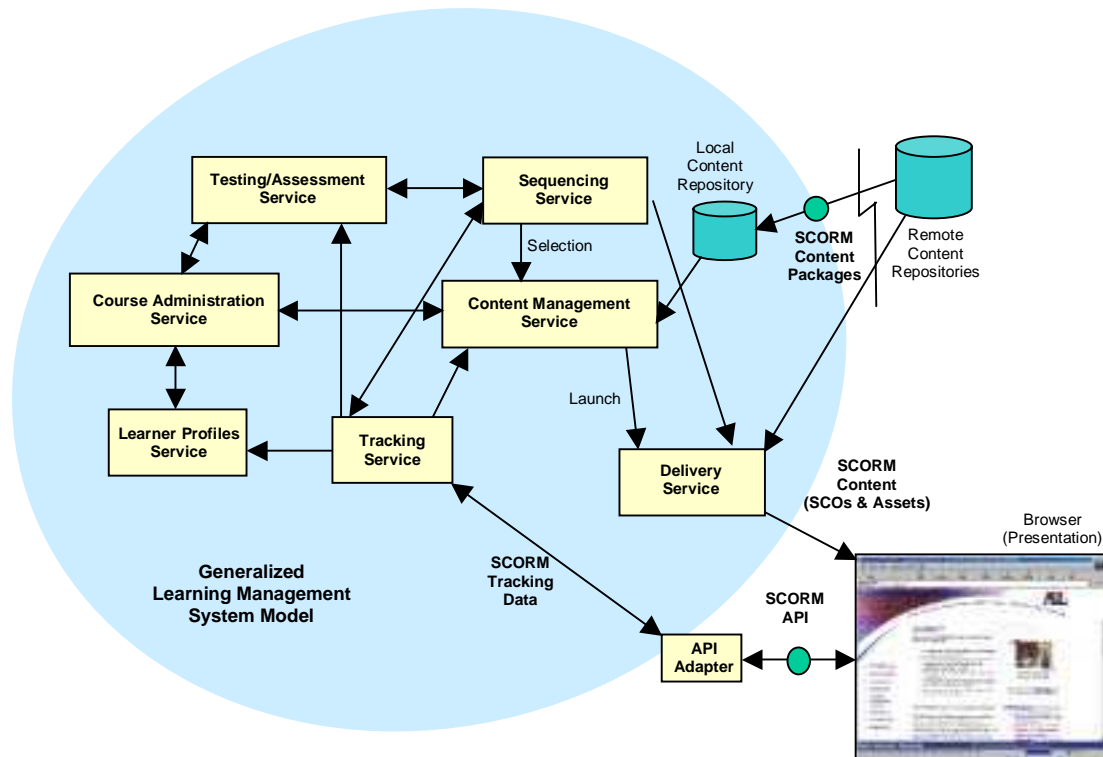 Testing/Assessment
Service
Sequencing
Service
Local
Content
Repository
SCORM
Content
Packages
Remote
Content
Repositories
Selection
Course Administration
Service
Content Management
Service
Launch
Learner Profiles
Service
Tracking
Service
Delivery
Service
SCORM
Content
(SCOs & Assets)
Browser
(Presentation)
Generalized
Learning Management
System Model
SCORM
Tracking
Data
SCORM
API
API
Adapter